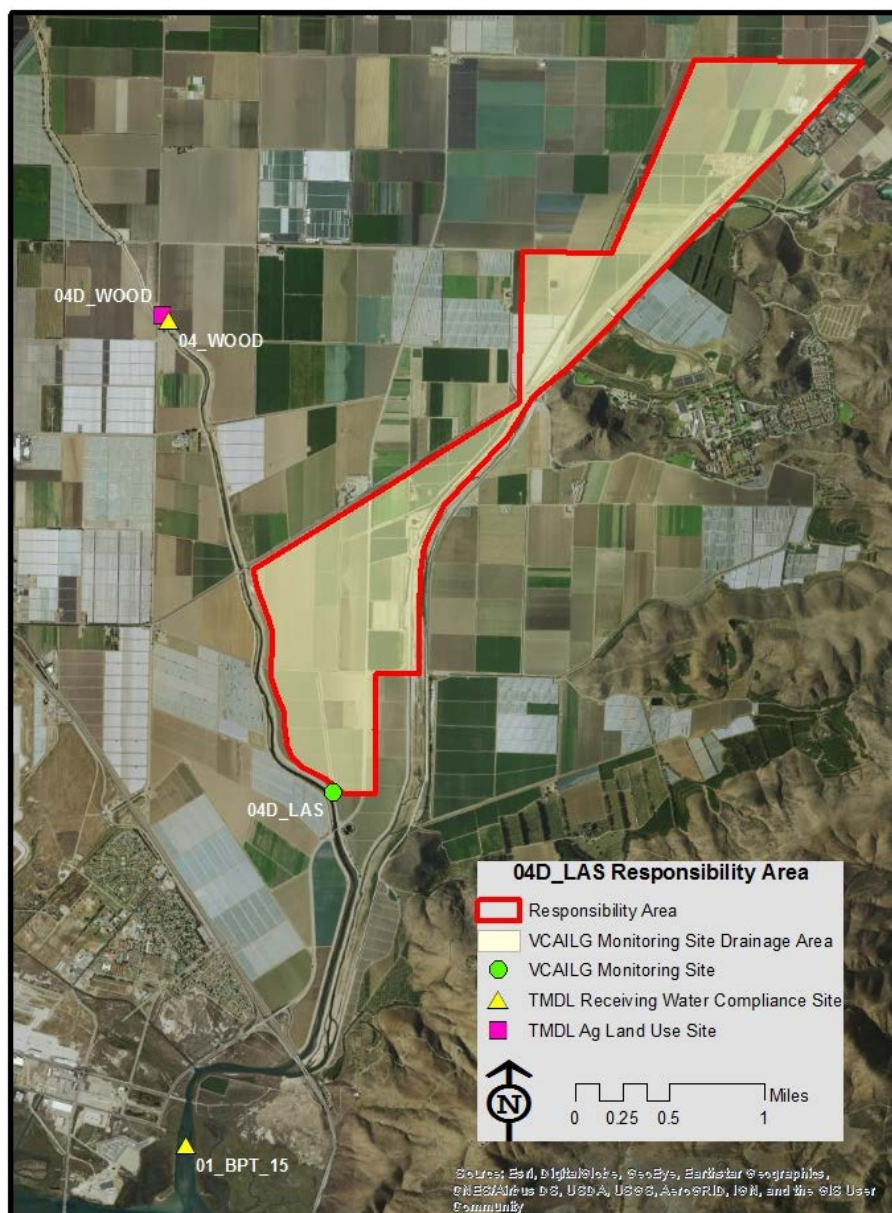 04D_WOOD
04_WOOD
04D_LAS
01_BPT_15
04D_LAS Responsibility Area
Responsibility Area
VCAILG Monitoring Site Drainage Area
VCAILG Monitoring Site
TMDL Receiving Water Compliance Site
TMDL Ag Land Use Site
N
Miles
0 0.25 0.5 1
Source: Esri, DigitalGlobe, GeoEye, Earthstar Geographics,
CNES/Airbus DS, USDA, USGS, AeroGRID, IGN, and the GIS User
Community